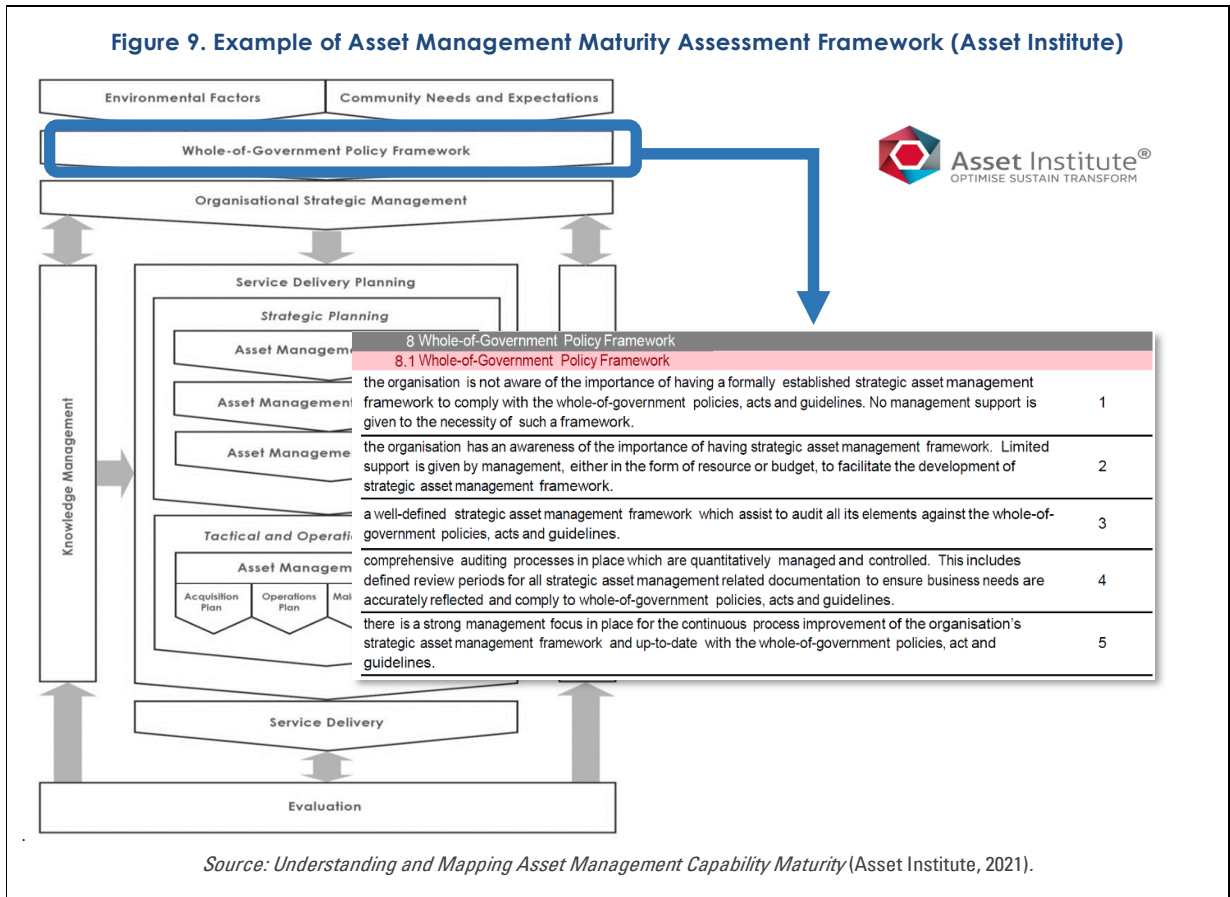 Figure 9. Example of Asset Management Maturity Assessment Framework (Asset Institute)
Environmental Factors
Community Needs and Expectations
Whole-of-Government Policy Framework
Asset Institute®
OPTIMISE SUSTAIN TRANSFORM
Organisational Strategic Management
Knowledge Management
Service Delivery Planning
Strategic Planning
Asset Manageme
Asset Management
Asset Manageme
Tactical and Operati
Asset Manag
Acquisition
Plan
Operations
Plan
Mai
8 Whole-of-Government Policy Framework
8.1 Whole-of-Government Policy Framework
the organisation is not aware of the importance of having a formally established strategic asset management
framework to comply with the whole-of-government policies, acts and guidelines. No management support is
given to the necessity of such a framework.
1
the organisation has an awareness of the importance of having strategic asset management framework. Limited
support is given by management, either in the form of resource or budget, to facilitate the development of
strategic asset management framework.
2
a well-defined strategic asset management framework which assist to audit all its elements against the whole-of-
government policies, acts and guidelines.
3
comprehensive auditing processes in place which are quantitatively managed and controlled. This includes
defined review periods for all strategic asset management related documentation to ensure business needs are
accurately reflected and comply to whole-of-government policies, acts and guidelines.
4
there is a strong management focus in place for the continuous process improvement of the organisation's
strategic asset management framework and up-to-date with the whole-of-government policies, act and
guidelines.
5
Service Delivery
Evaluation
.
Source: Understanding and Mapping Asset Management Capability Maturity (Asset Institute, 2021).